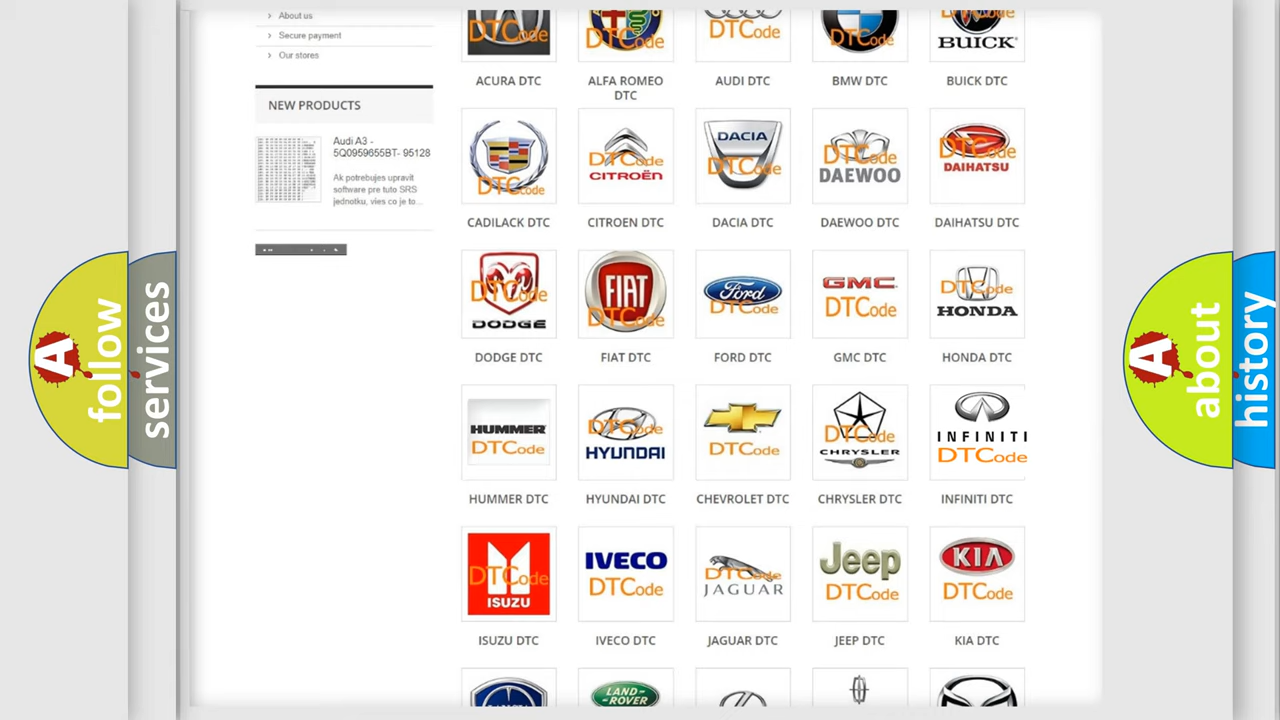 About us
Secure payment
Our stores
NEW PRODUCTS
Audi A3 -
5Q0959655BT- 95128
Ak potrebujes upravit
software pre tuto SRS
jednotku, vies co je to...
DTCode
DTCode
DTCode
DTCode
BUICK
ACURA DTC
ALFA ROMEO
DTC
AUDI DTC
BMW DTC
BUICK DTC
DTCode
DTCode
CITROËN
DACIA
DTCode
DTCode
DAEWOO
DTCode
DAIHATSU
CADILACK DTC
CITROEN DTC
DACIA DTC
DAEWOO DTC
DAIHATSU DTC
DTCode
DODGE
FIAT
DTCode
Ford
DTCode
GMC
DTCode
DTCode
HONDA
DODGE DTC
FIAT DTC
FORD DTC
GMC DTC
HONDA DTC
HUMMER
DTCode
DTCode
HYUNDAI
DTCode
DTCode
CHRYSLER
INFINITI
DTCode
HUMMER DTC
HYUNDAI DTC
CHEVROLET DTC
CHRYSLER DTC
INFINITI DTC
DTCode
ISUZU
IVECO
DTCode
DTCode
JAGUAR
Jeep
DTCode
KIA
DTCode
ISUZU DTC
IVECO DTC
JAGUAR DTC
JEEP DTC
KIA DTC
LAND-
ROVER
A
follow
services
A
about
history